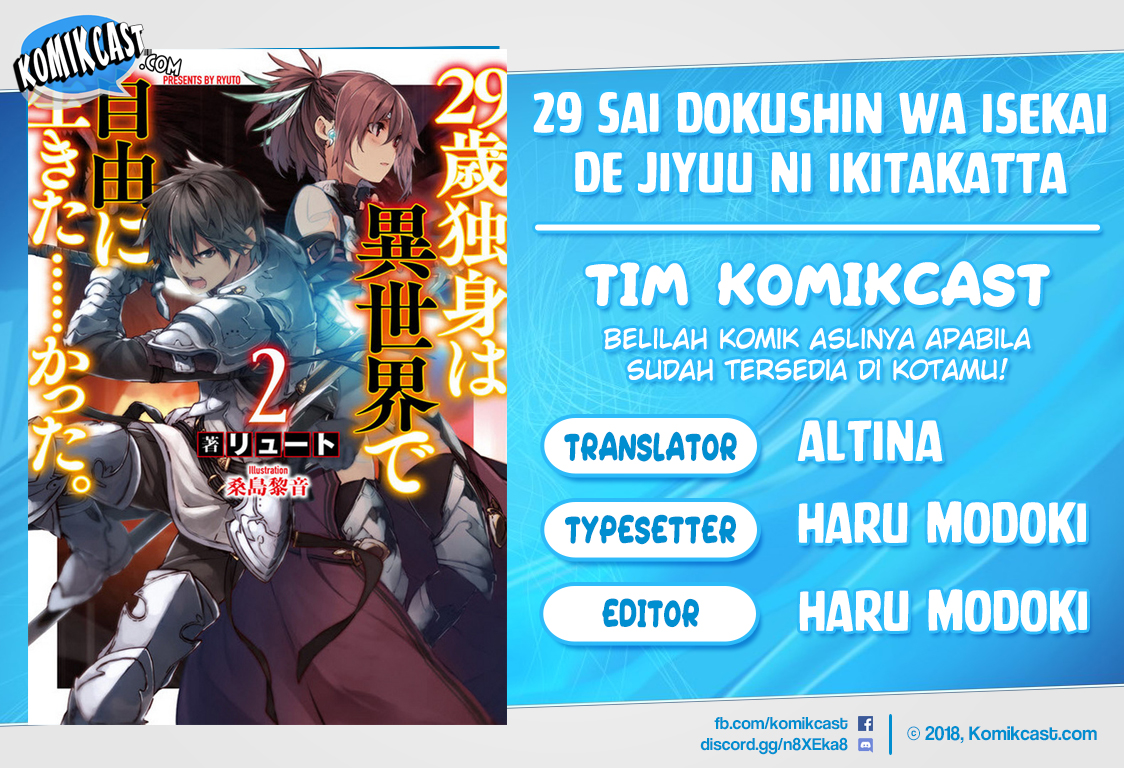 KOMIKCAST
.COM
PRESENTS BY RYUTO
29歳独身は
異世界で
自由に
生きた……かった。
2
著 リュート
Illustration
桑島黎音
29 SAI DOKUSHIN WA ISEKAI
DE JIYUU NI IKITAKATTA
TIM KOMIKCAST
BELILAH KOMIK ASLINYA APABILA
SUDAH TERSEDIA DI KOTAMU!
TRANSLATOR ALTINA
TYPESETTER HARU MODOKI
EDITOR HARU MODOKI
fb.com/komikcast
discord.gg/n8XEka8
© 2018, Komikcast.com